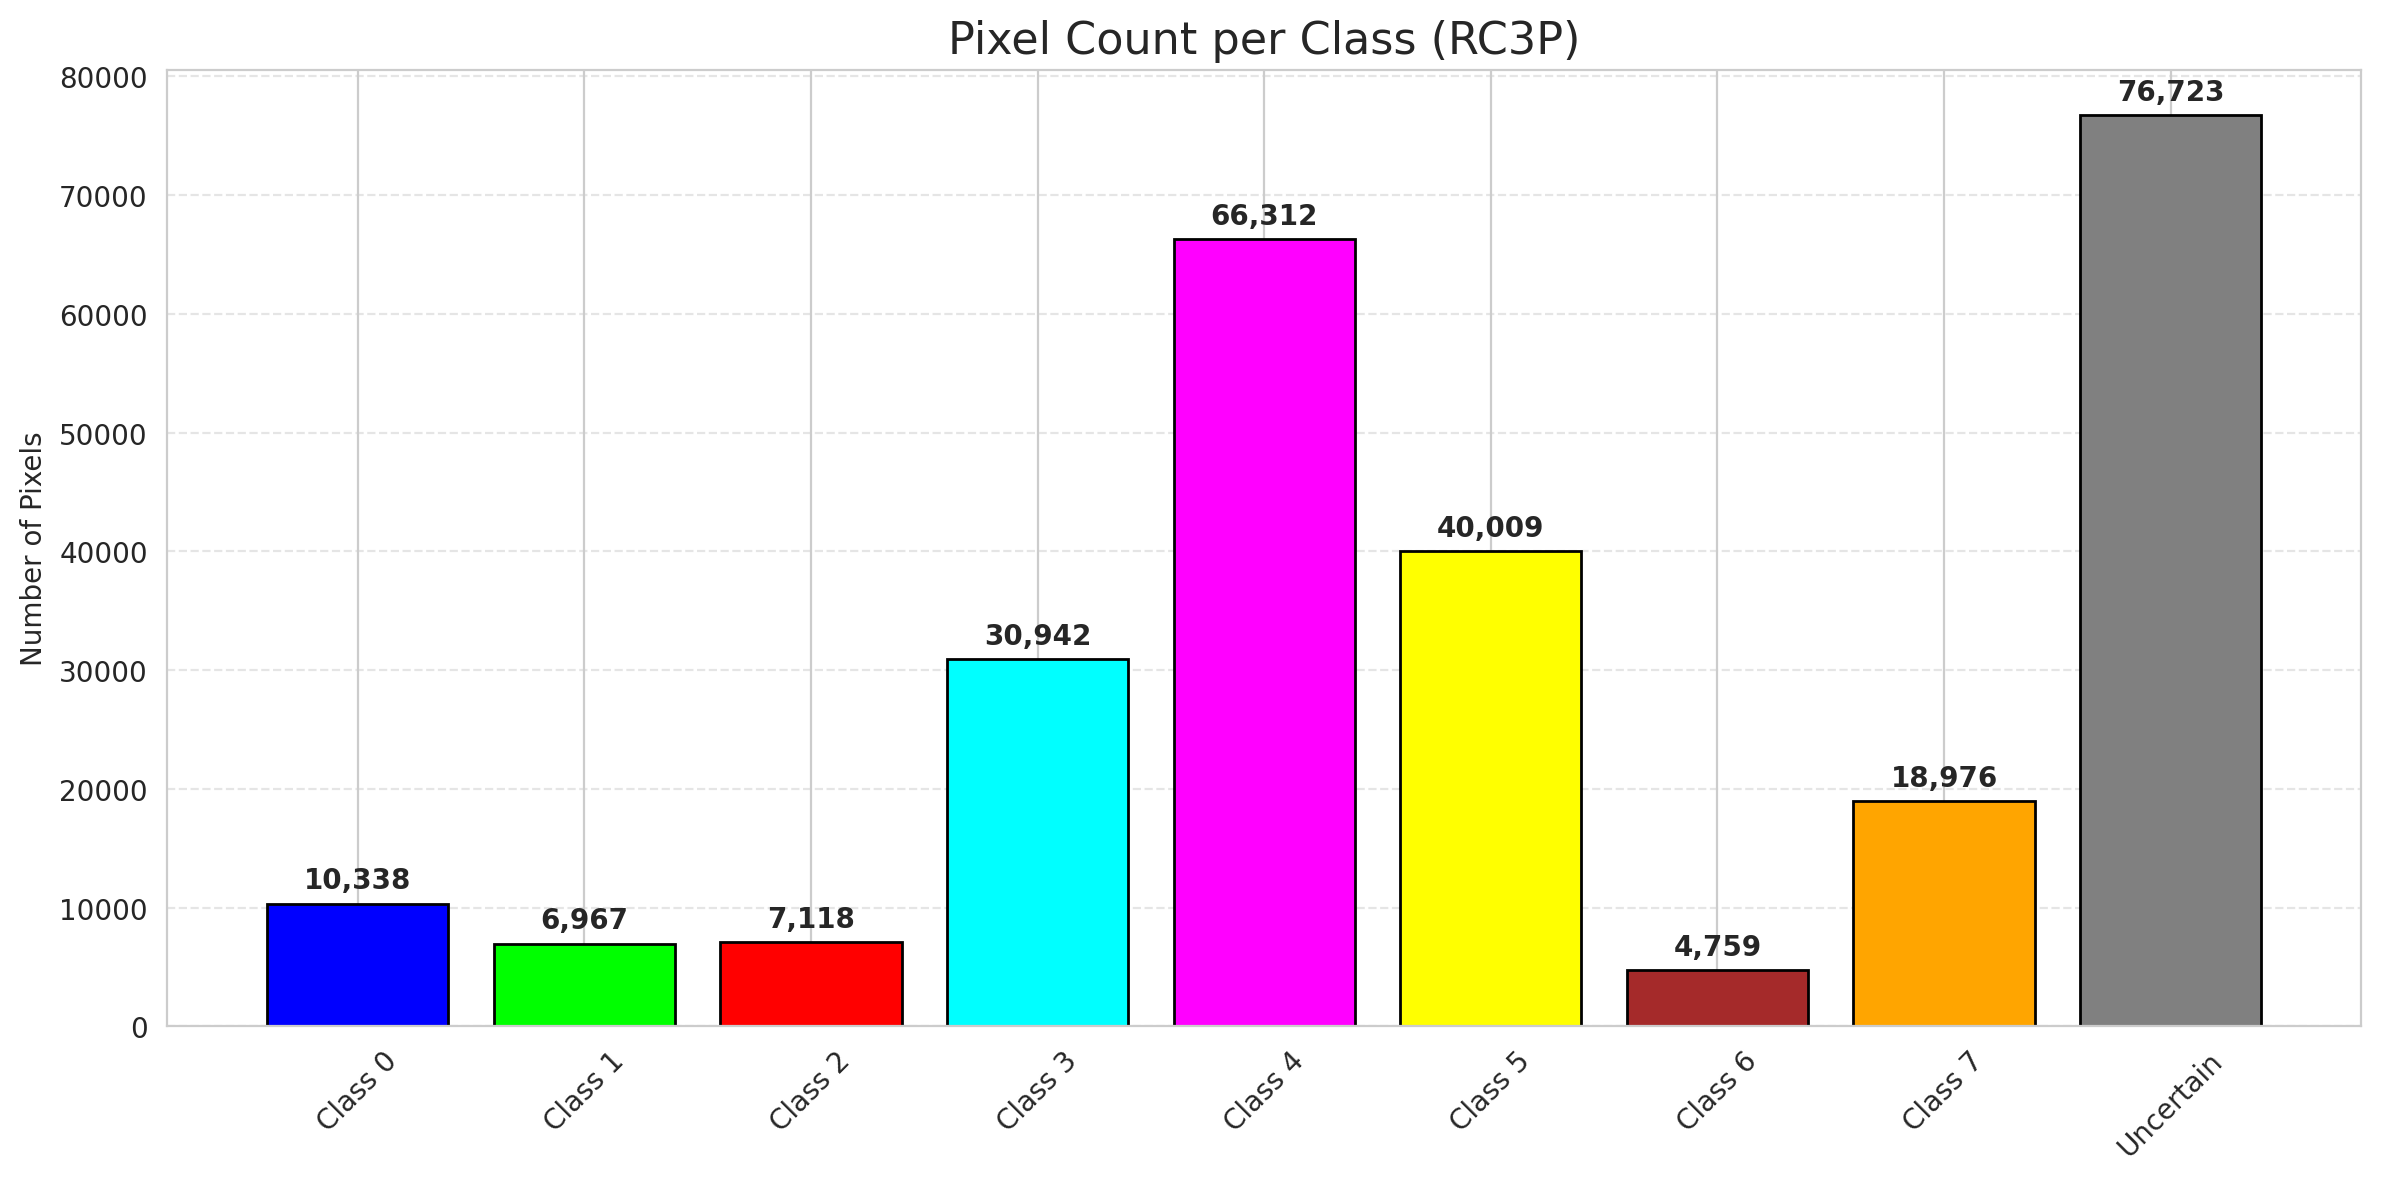 Pixel Count per Class (RC3P)
Number of Pixels
80000
70000
60000
50000
40000
30000
20000
10000
0
10,338
6,967
7,118
30,942
66,312
40,009
4,759
18,976
76,723
Class 0
Class 1
Class 2
Class 3
Class 4
Class 5
Class 6
Class 7
Uncertain